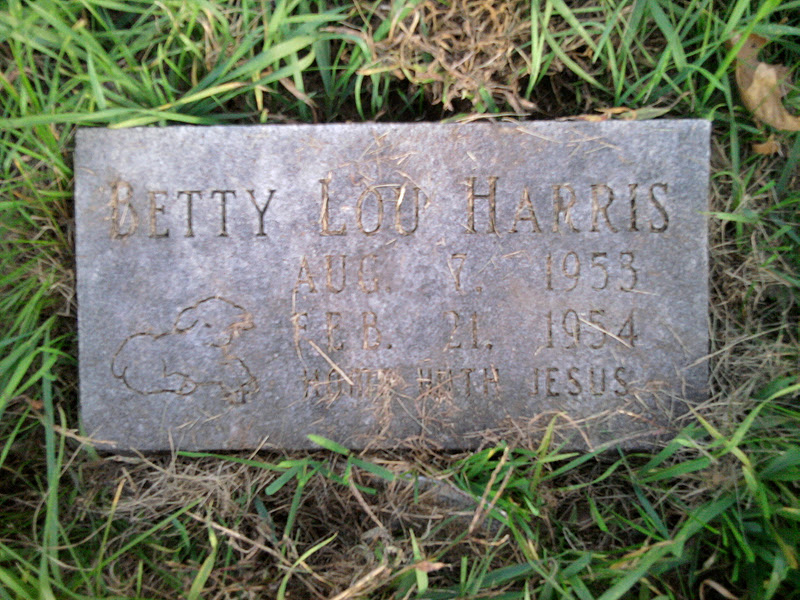 BETTY LOU HARRIS
AUG. 7. 1953
FEB. 21. 1954
HOME WITH JESUS